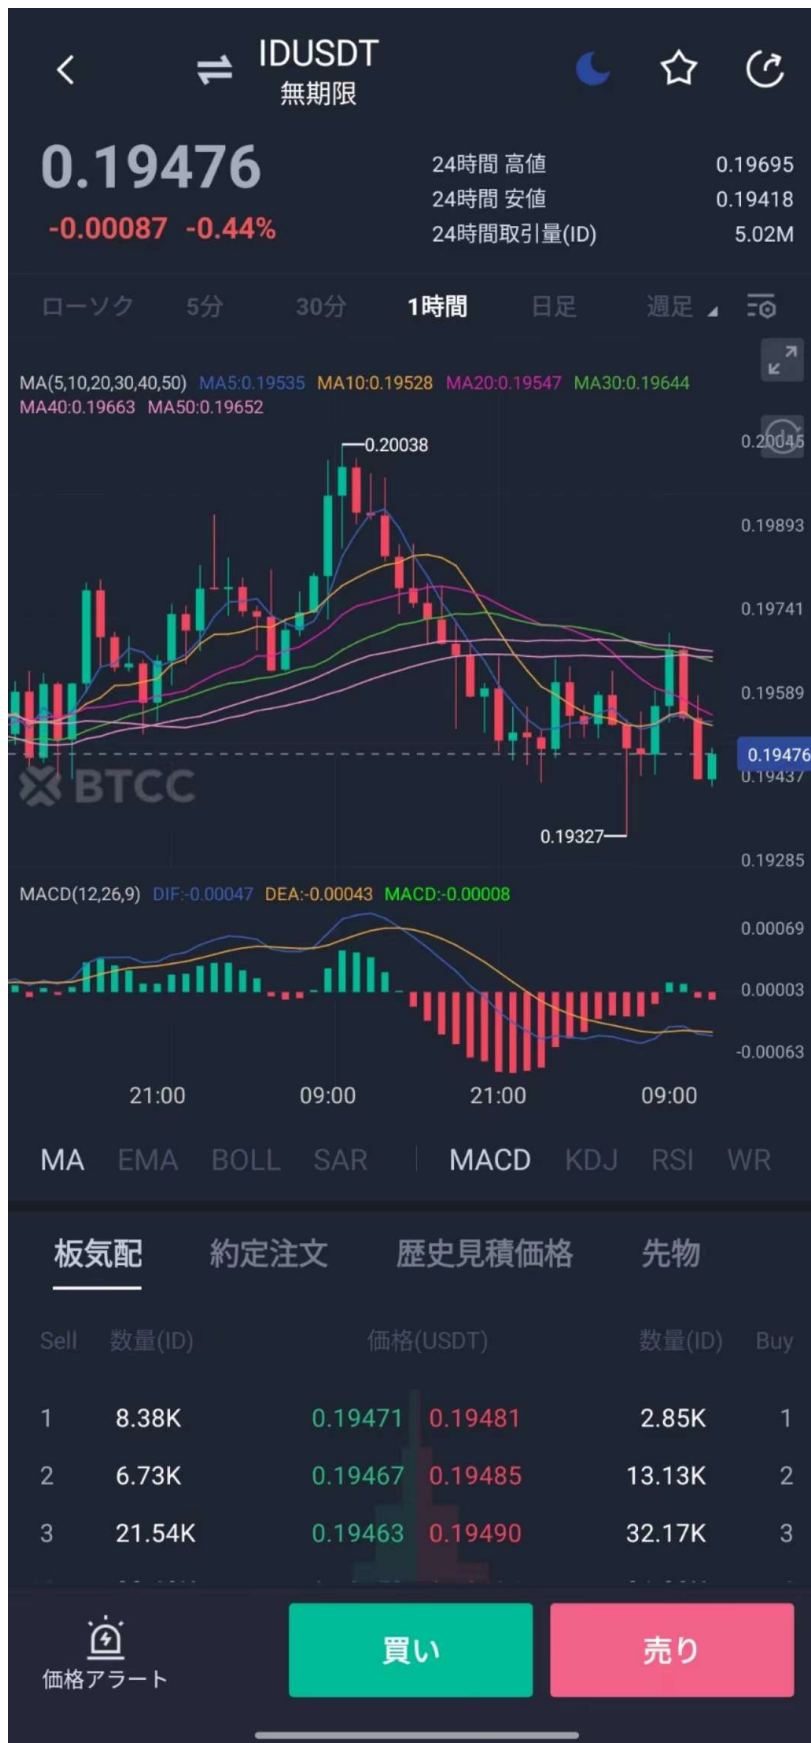 IDUSDT
無期限
0.19476
-0.00087 -0.44%
24時間 高値 0.19695
24時間 安値 0.19418
24時間取引量(ID) 5.02M
ローソク 5分 30分 1時間 日足 週足
MA(5,10,20,30,40,50) MA5:0.19535 MA10:0.19528 MA20:0.19547 MA30:0.19644
MA40:0.19663 MA50:0.19652
0.20038
0.20045
0.19893
0.19741
0.19589
0.19476
0.19437
BTCC
0.19327
0.19285
MACD(12,26,9) DIF:-0.00047 DEA:-0.00043 MACD:-0.00008
0.00069
0.00003
-0.00063
21:00 09:00 21:00 09:00
MA EMA BOLL SAR MACD KDJ RSI WR
板気配 約定注文 歴史見積価格 先物
Sell 数量(ID) 価格(USDT) 数量(ID) Buy
1 8.38K 0.19471 0.19481 2.85K 1
2 6.73K 0.19467 0.19485 13.13K 2
3 21.54K 0.19463 0.19490 32.17K 3
価格アラート
買い
売り